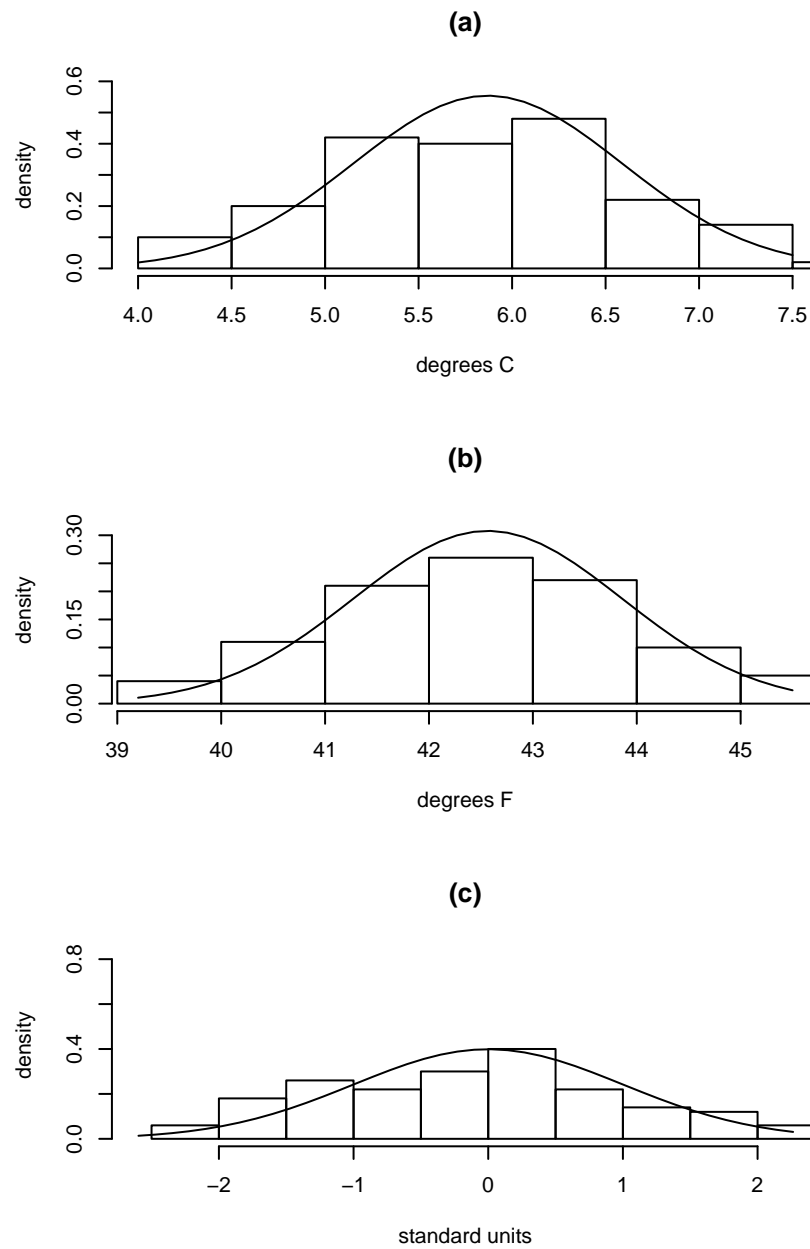 (a)
density
0.0 0.2 0.4 0.6
4.0 4.5 5.0 5.5 6.0 6.5 7.0 7.5
degrees C
(b)
density
0.00 0.15 0.30
39 40 41 42 43 44 45
degrees F
(c)
density
0.0 0.4 0.8
−2 −1 0 1 2
standard units